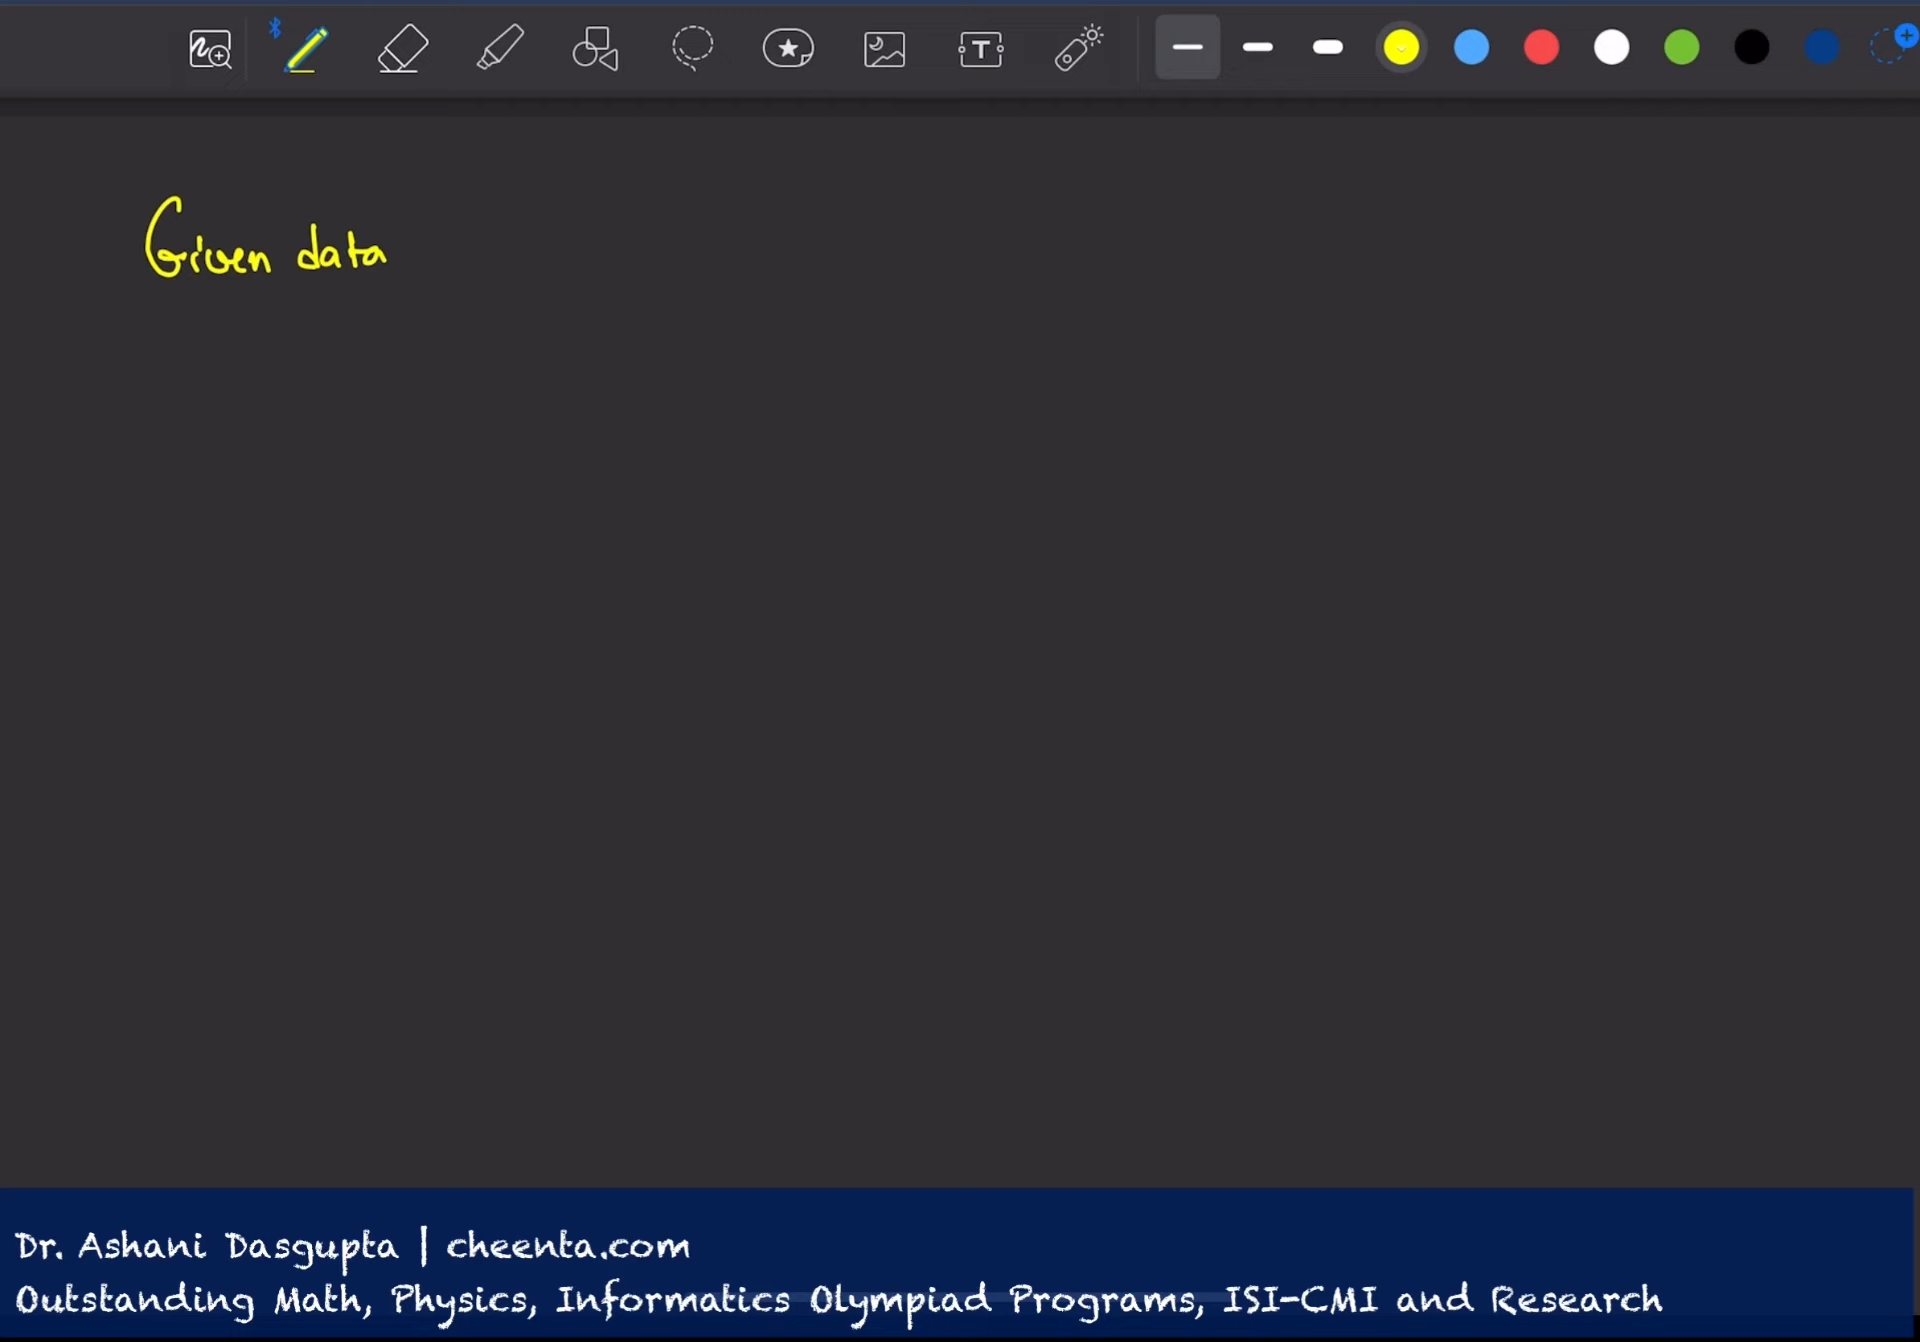 Given data
Dr. Ashani Dasgupta | cheenta.com
Outstanding Math, Physics, Informatics Olympiad Programs, ISI-CMI and Research